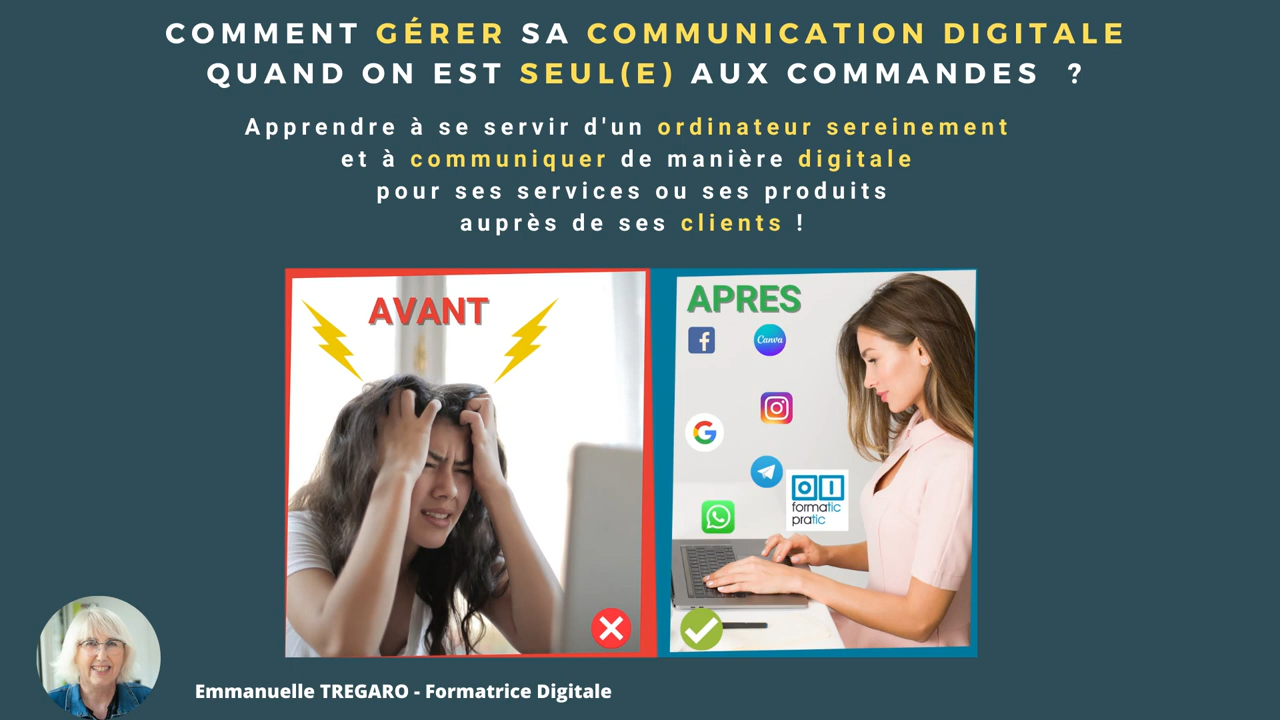 COMMENT GÉRER SA COMMUNICATION DIGITALE
QUAND ON EST SEUL(E) AUX COMMANDES ?
Apprendre à se servir d'un ordinateur sereinement
et à communiquer de manière digitale
pour ses services ou ses produits
auprès de ses clients !
AVANT
APRES
Canva
OI
formatic
pratic
Emmanuelle TREGARO - Formatrice Digitale